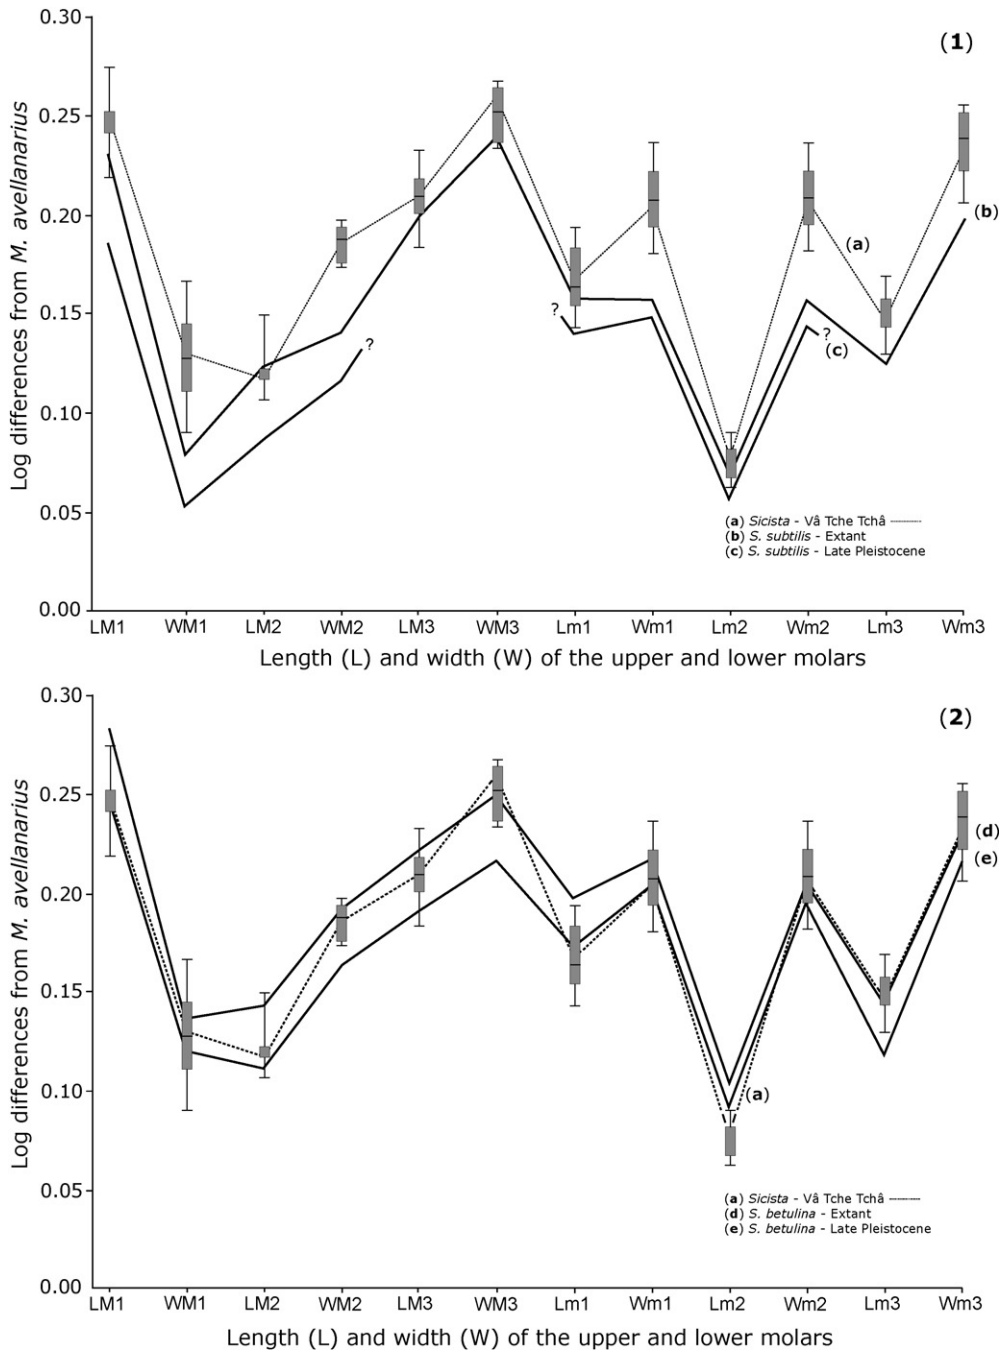 (1)
Log differences from M. avellanarius
0.30
0.25
0.20
0.15
0.10
0.05
0.00
(a)
(b)
?
?
?
(c)
(a) Sicista - Vâ Tche Tchâ
(b) S. subtilis - Extant
(c) S. subtilis - Late Pleistocene
LM1 WM1 LM2 WM2 LM3 WM3 Lm1 Wm1 Lm2 Wm2 Lm3 Wm3
Length (L) and width (W) of the upper and lower molars
(2)
Log differences from M. avellanarius
0.30
0.25
0.20
0.15
0.10
0.05
0.00
(d)
(e)
(a)
(a) Sicista - Vâ Tche Tchâ
(d) S. betulina - Extant
(e) S. betulina - Late Pleistocene
LM1 WM1 LM2 WM2 LM3 WM3 Lm1 Wm1 Lm2 Wm2 Lm3 Wm3
Length (L) and width (W) of the upper and lower molars